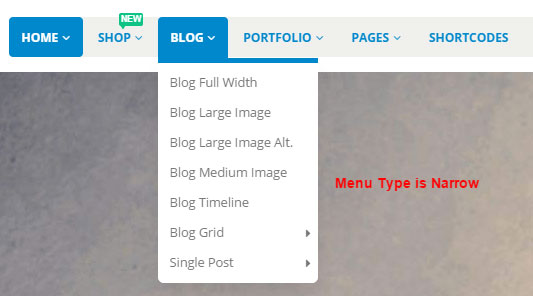 NEW
HOME SHOP BLOG PORTFOLIO PAGES SHORTCODES
Blog Full Width
Blog Large Image
Blog Large Image Alt.
Blog Medium Image
Menu Type is Narrow
Blog Timeline
Blog Grid
Single Post